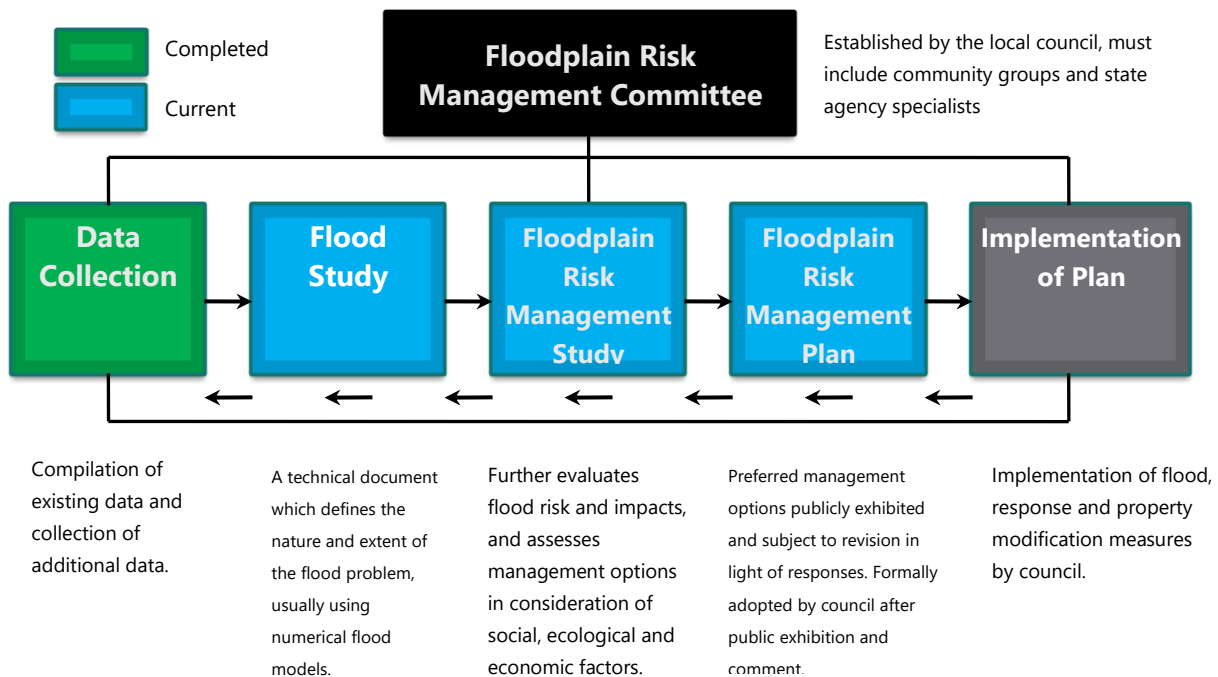 Completed
Current
Floodplain Risk
Management Committee
Established by the local council, must
include community groups and state
agency specialists
Data
Collection
Flood
Study
Floodplain
Risk
Management
Study
Floodplain
Risk
Management
Plan
Implementation
of Plan
Compilation of
existing data and
collection of
additional data.
A technical document
which defines the
nature and extent of
the flood problem,
usually using
numerical flood
models.
Further evaluates
flood risk and impacts,
and assesses
management options
in consideration of
social, ecological and
economic factors.
Preferred management
options publicly exhibited
and subject to revision in
light of responses. Formally
adopted by council after
public exhibition and
comment.
Implementation of flood,
response and property
modification measures
by council.